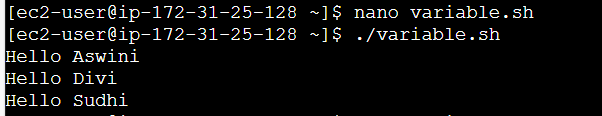 [ec2-user@ip-172-31-25-128 ~]$ nano variable.sh
[ec2-user@ip-172-31-25-128 ~]$ ./variable.sh
Hello Aswini
Hello Divi
Hello Sudhi